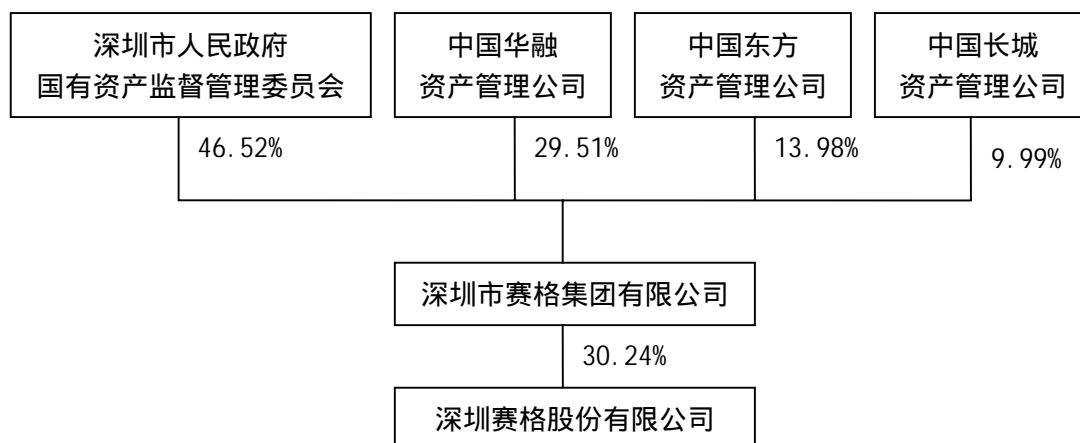 深圳市人民政府
国有资产监督管理委员会
中国华融
资产管理公司
中国东方
资产管理公司
中国长城
资产管理公司
46.52%
29.51%
13.98%
9.99%
深圳市赛格集团有限公司
30.24%
深圳赛格股份有限公司